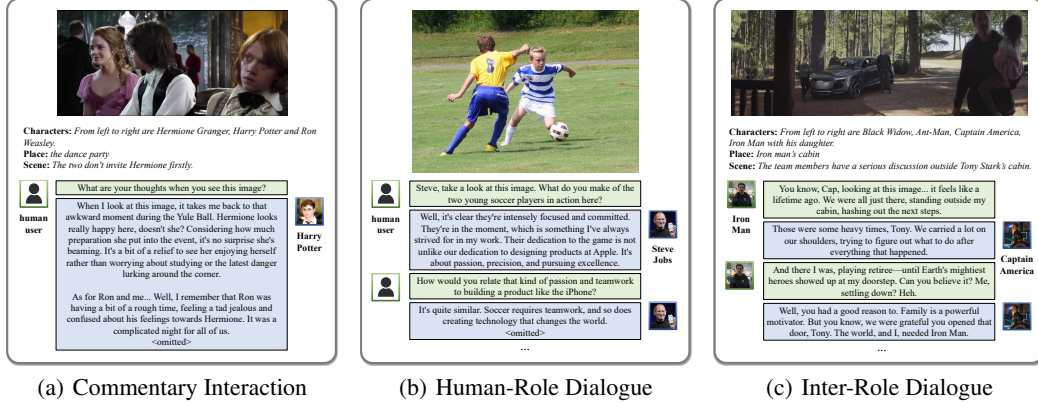 Characters: From left to right are Hermione Granger, Harry Potter and Ron
Weasley.
Place: the dance party
Scene: The two don't invite Hermione firstly.
What are your thoughts when you see this image?
human
user
When I look at this image, it takes me back to that
awkward moment during the Yule Ball. Hermione looks
really happy here, doesn't she? Considering how much
preparation she put into the event, it's no surprise she's
beaming. It's a bit of a relief to see her enjoying herself
rather than worrying about studying or the latest danger
lurking around the corner.
As for Ron and me... Well, I remember that Ron was
having a bit of a rough time, feeling a tad jealous and
confused about his feelings towards Hermione. It was a
complicated night for all of us.
<omitted>
Harry
Potter
(a) Commentary Interaction
Steve, take a look at this image. What do you make of the
two young soccer players in action here?
human
user
Well, it's clear they're intensely focused and committed.
They're in the moment, which is something I've always
strived for in my work. Their dedication to the game is not
unlike our dedication to designing products at Apple. It's
about passion, precision, and pursuing excellence.
Steve
Jobs
How would you relate that kind of passion and teamwork
to building a product like the iPhone?
It's quite similar. Soccer requires teamwork, and so does
creating technology that changes the world.
<omitted>
...
(b) Human-Role Dialogue
Characters: From left to right are Black Widow, Ant-Man, Captain America,
Iron Man with his daughter.
Place: Iron man's cabin
Scene: The team members have a serious discussion outside Tony Stark's cabin.
You know, Cap, looking at this image... it feels like a
lifetime ago. We were all just there, standing outside
my cabin, hashing out the next steps.
Iron
Man
Those were some heavy times, Tony. We carried a lot on
our shoulders, trying to figure out what to do after
everything that happened.
Captain
America
And there I was, playing retiree—until Earth's mightiest
heroes showed up at my doorstep. Can you believe it? Me,
settling down? Heh.
Well, you had a good reason to. Family is a powerful
motivator. But you know, we were grateful you opened that
door, Tony. The world, and I, needed Iron Man.
...
(c) Inter-Role Dialogue